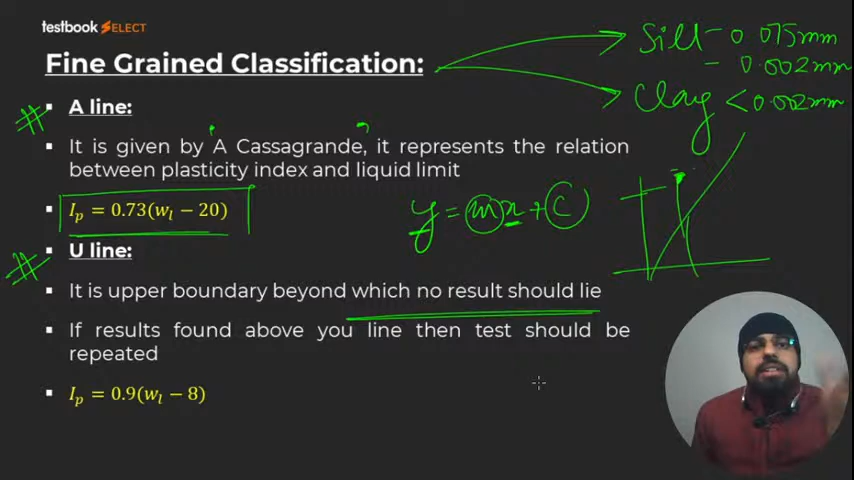 testbook SELECT
Fine Grained Classification:
Silt - 0.075mm
- 0.002mm
Clay < 0.002mm
A line:
It is given by 'A Cassagrande,' it represents the relation
between plasticity index and liquid limit
I_p = 0.73(w_l − 20)
y = mx + c
U line:
It is upper boundary beyond which no result should lie
If results found above you line then test should be
repeated
I_p = 0.9(w_l − 8)